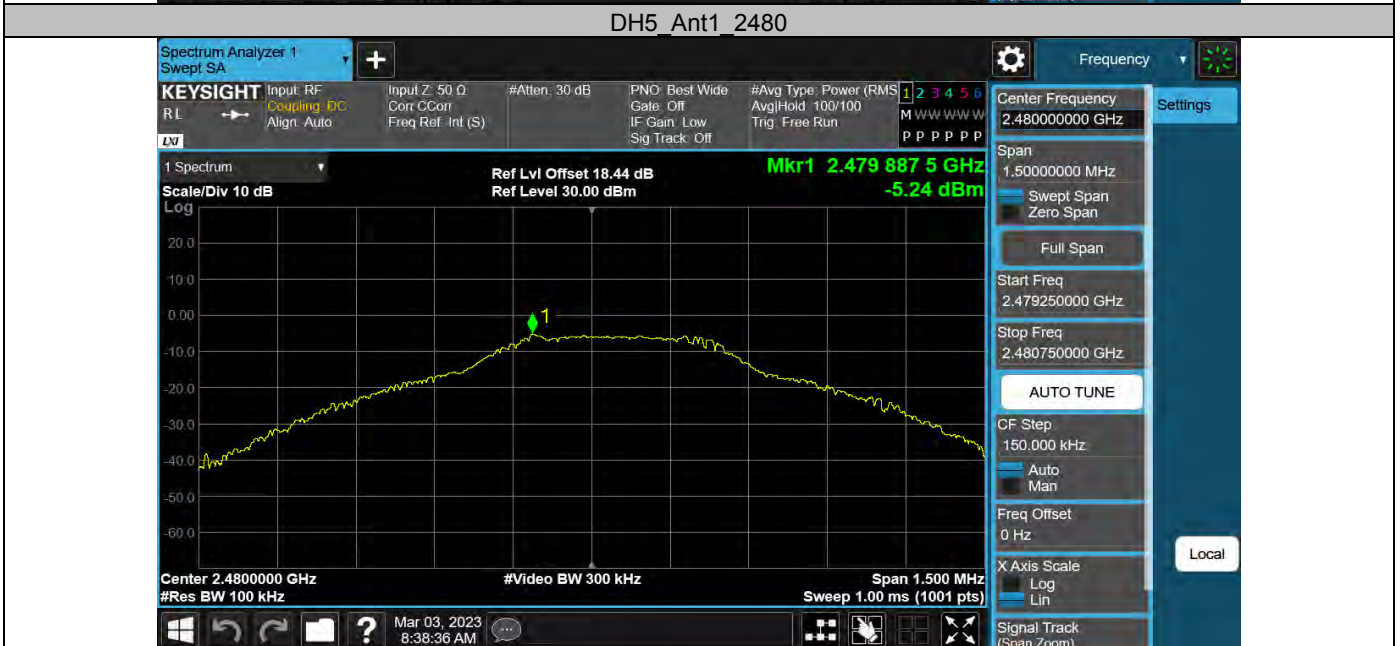 DH5_Ant1_2480
Spectrum Analyzer 1
Swept SA
Frequency
KEYSIGHT
RL
LXI
Input: RF
Coupling: DC
Align: Auto
Input Z: 50 Ω
Corr CCorr
Freq Ref: Int (S)
#Atten: 30 dB
PNO: Best Wide
Gate: Off
IF Gain: Low
Sig Track: Off
#Avg Type: Power (RMS
Avg|Hold: 100/100
Trig: Free Run
1 2 3 4 5 6
M W W W W W
P P P P P P
1 Spectrum
Scale/Div 10 dB
Ref Lvl Offset 18.44 dB
Ref Level 30.00 dBm
Mkr1 2.479 887 5 GHz
-5.24 dBm
Log
20.0
10.0
0.00
-10.0
-20.0
-30.0
-40.0
-50.0
-60.0
1
Center 2.4800000 GHz
#Res BW 100 kHz
#Video BW 300 kHz
Span 1.500 MHz
Sweep 1.00 ms (1001 pts)
Mar 03, 2023
8:38:36 AM
Center Frequency
2.480000000 GHz
Settings
Span
1.50000000 MHz
Swept Span
Zero Span
Full Span
Start Freq
2.479250000 GHz
Stop Freq
2.480750000 GHz
AUTO TUNE
CF Step
150.000 kHz
Auto
Man
Freq Offset
0 Hz
Local
X Axis Scale
Log
Lin
Signal Track
(Span Zoom)